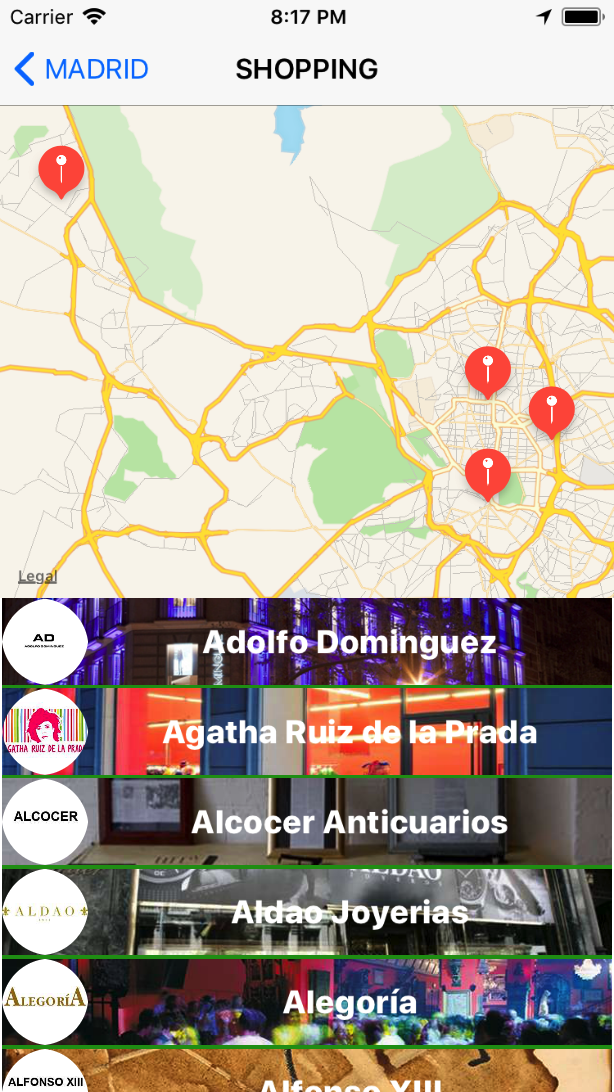 Carrier
8:17 PM
MADRID
SHOPPING
Legal
AD
ADOLFO DOMINGUEZ
Adolfo Dominguez
AGATHA RUIZ DE LA PRADA
Agatha Ruiz de la Prada
ALCOCER
Alcocer Anticuarios
ALDAO
ALDAO
Aldao Joyerias
ALEGORÍA
Alegoría
ALFONSO XIII
Alfonso XIII